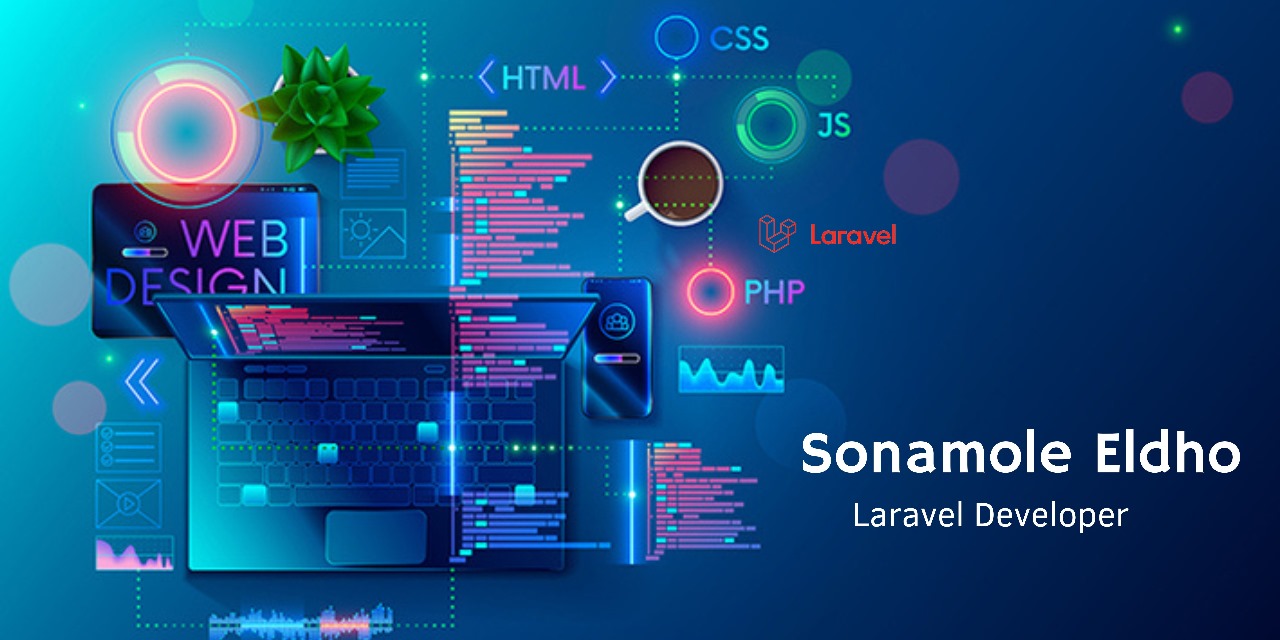 CSS
HTML
JS
Laravel
WEB
DESIGN
PHP
Sonamole Eldho
Laravel Developer